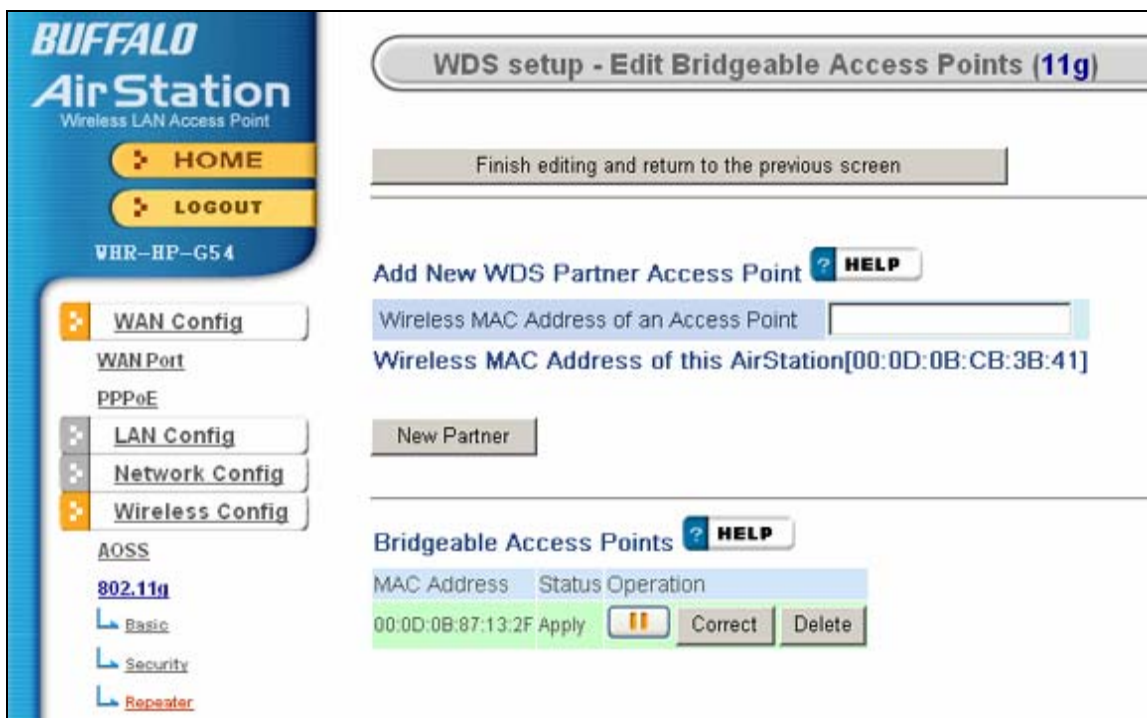 BUFFALO
AirStation
Wireless LAN Access Point
HOME
LOGOUT
WHR-HP-G54
WAN Config
WAN Port
PPPoE
LAN Config
Network Config
Wireless Config
AOSS
802.11g
Basic
Security
Repeater
WDS setup - Edit Bridgeable Access Points (11g)
Finish editing and return to the previous screen
Add New WDS Partner Access Point ? HELP
Wireless MAC Address of an Access Point
Wireless MAC Address of this AirStation[00:0D:0B:CB:3B:41]
New Partner
Bridgeable Access Points ? HELP
MAC Address Status Operation
00:0D:0B:87:13:2F Apply Correct Delete